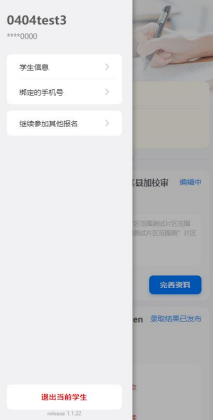 0404test3
****0000
学生信息
绑定的手机号
继续参加其他报名
县加校审
编辑中
完善资料
en
录取结果已发布
退出当前学生
release 1.1.22